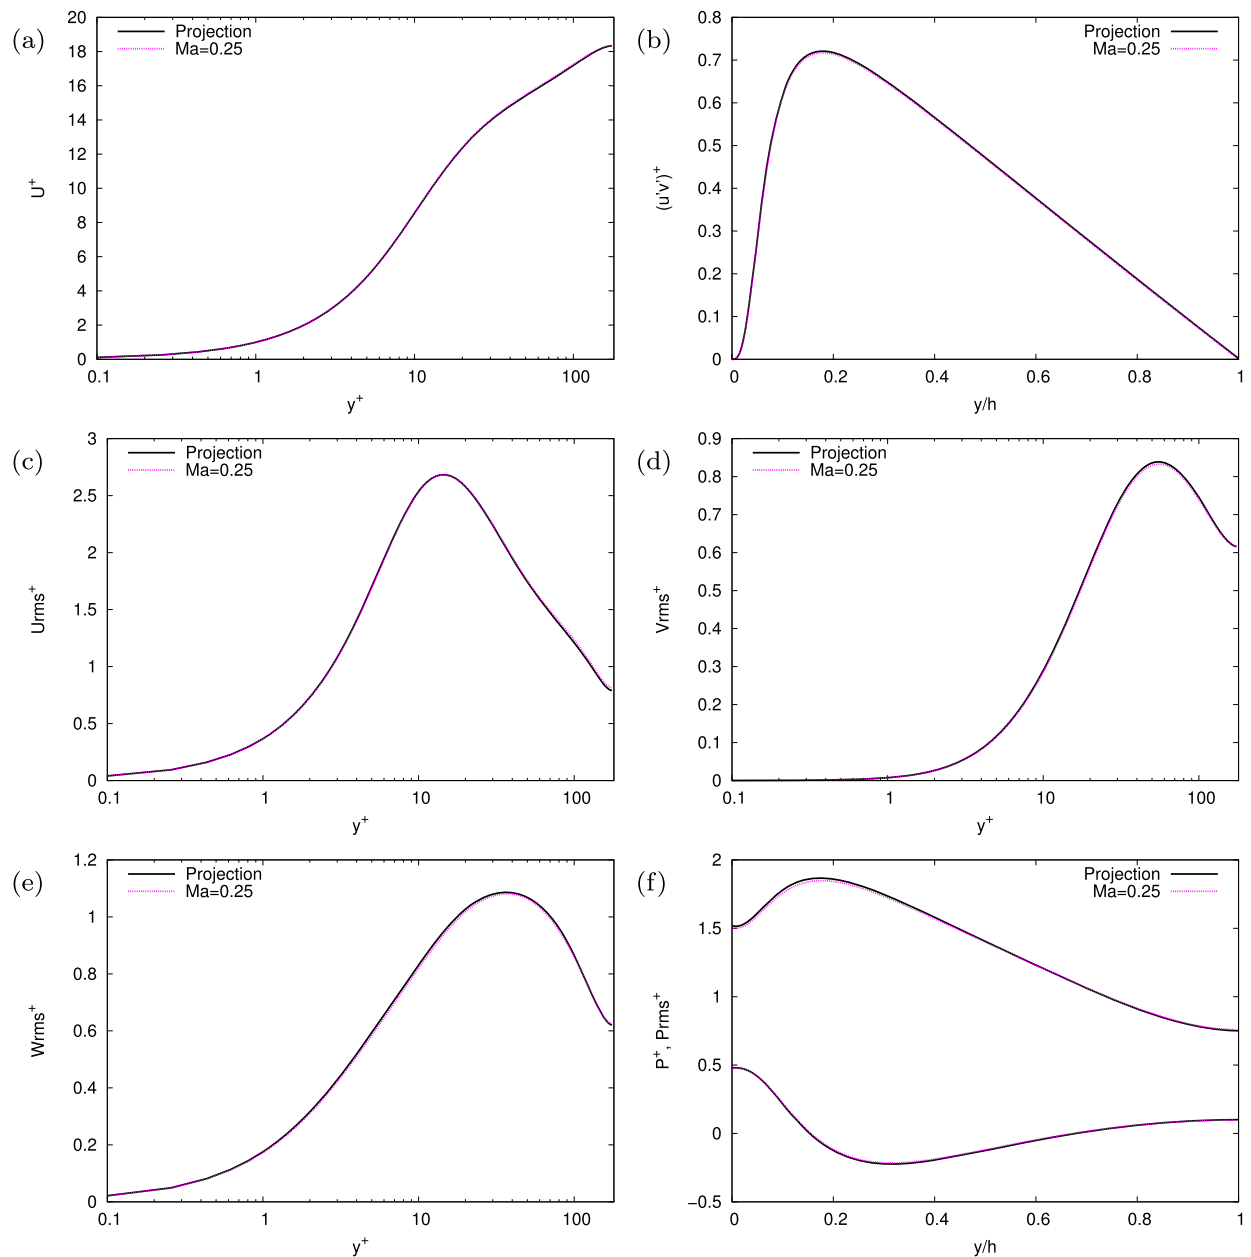 (a)
Projection
Ma=0.25
20
18
16
14
12
10
8
6
4
2
0
U+
0.1
1
10
100
y+
(b)
Projection
Ma=0.25
0.8
0.7
0.6
0.5
0.4
0.3
0.2
0.1
0
(u'v')+
0
0.2
0.4
0.6
0.8
1
y/h
(c)
Projection
Ma=0.25
3
2.5
2
1.5
1
0.5
0
Urms+
0.1
1
10
100
y+
(d)
Projection
Ma=0.25
0.9
0.8
0.7
0.6
0.5
0.4
0.3
0.2
0.1
0
Vrms+
0.1
1
10
100
y+
(e)
Projection
Ma=0.25
1.2
1
0.8
0.6
0.4
0.2
0
Wrms+
0.1
1
10
100
y+
(f)
Projection
Ma=0.25
2
1.5
1
0.5
0
−0.5
P+, Prms+
0
0.2
0.4
0.6
0.8
1
y/h